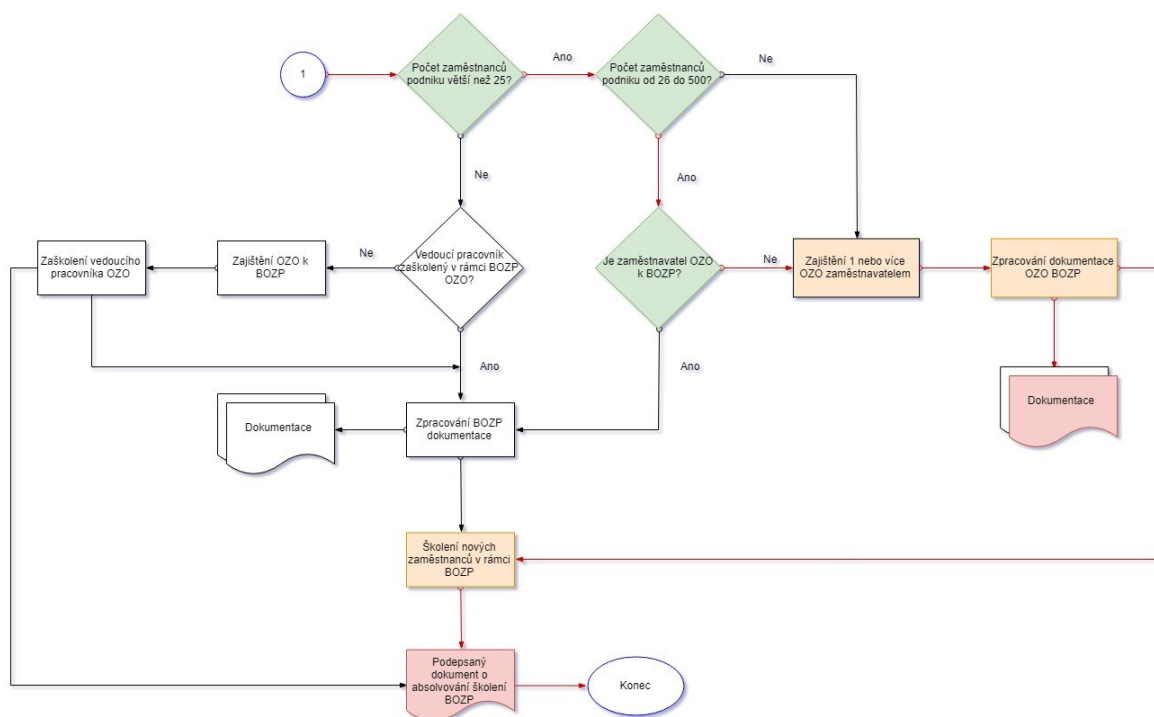 1
Počet zaměstnanců
podniku větší než 25?
Ano
Počet zaměstnanců
podniku od 26 do 500?
Ne
Ne
Ano
Zaškolení vedoucího
pracovníka OZO
Zajištění OZO k
BOZP
Ne
Vedoucí pracovník
zaškolený v rámci BOZP
OZO?
Je zaměstnavatel OZO
k BOZP?
Ne
Zajištění 1 nebo více
OZO zaměstnavatelem
Zpracování dokumentace
OZO BOZP
Ano
Ano
Dokumentace
Zpracování BOZP
dokumentace
Dokumentace
Školení nových
zaměstnanců v rámci
BOZP
Podepsaný
dokument o
absolvování školení
BOZP
Konec